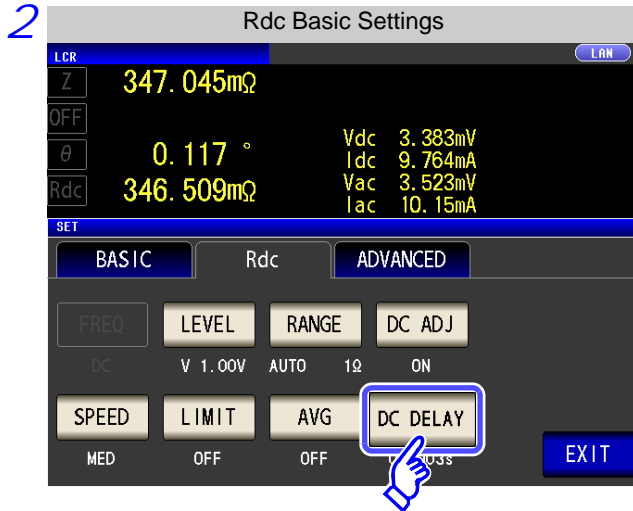 2
Rdc Basic Settings
LCR LAN
Z 347.045mΩ
OFF
θ 0.117 °
Rdc 346.509mΩ
Vdc 3.383mV
Idc 9.764mA
Vac 3.523mV
Iac 10.15mA
SET
BASIC Rdc ADVANCED
FREQ LEVEL RANGE DC ADJ
DC V 1.00V AUTO 1Ω ON
SPEED LIMIT AVG DC DELAY
MED OFF OFF
EXIT